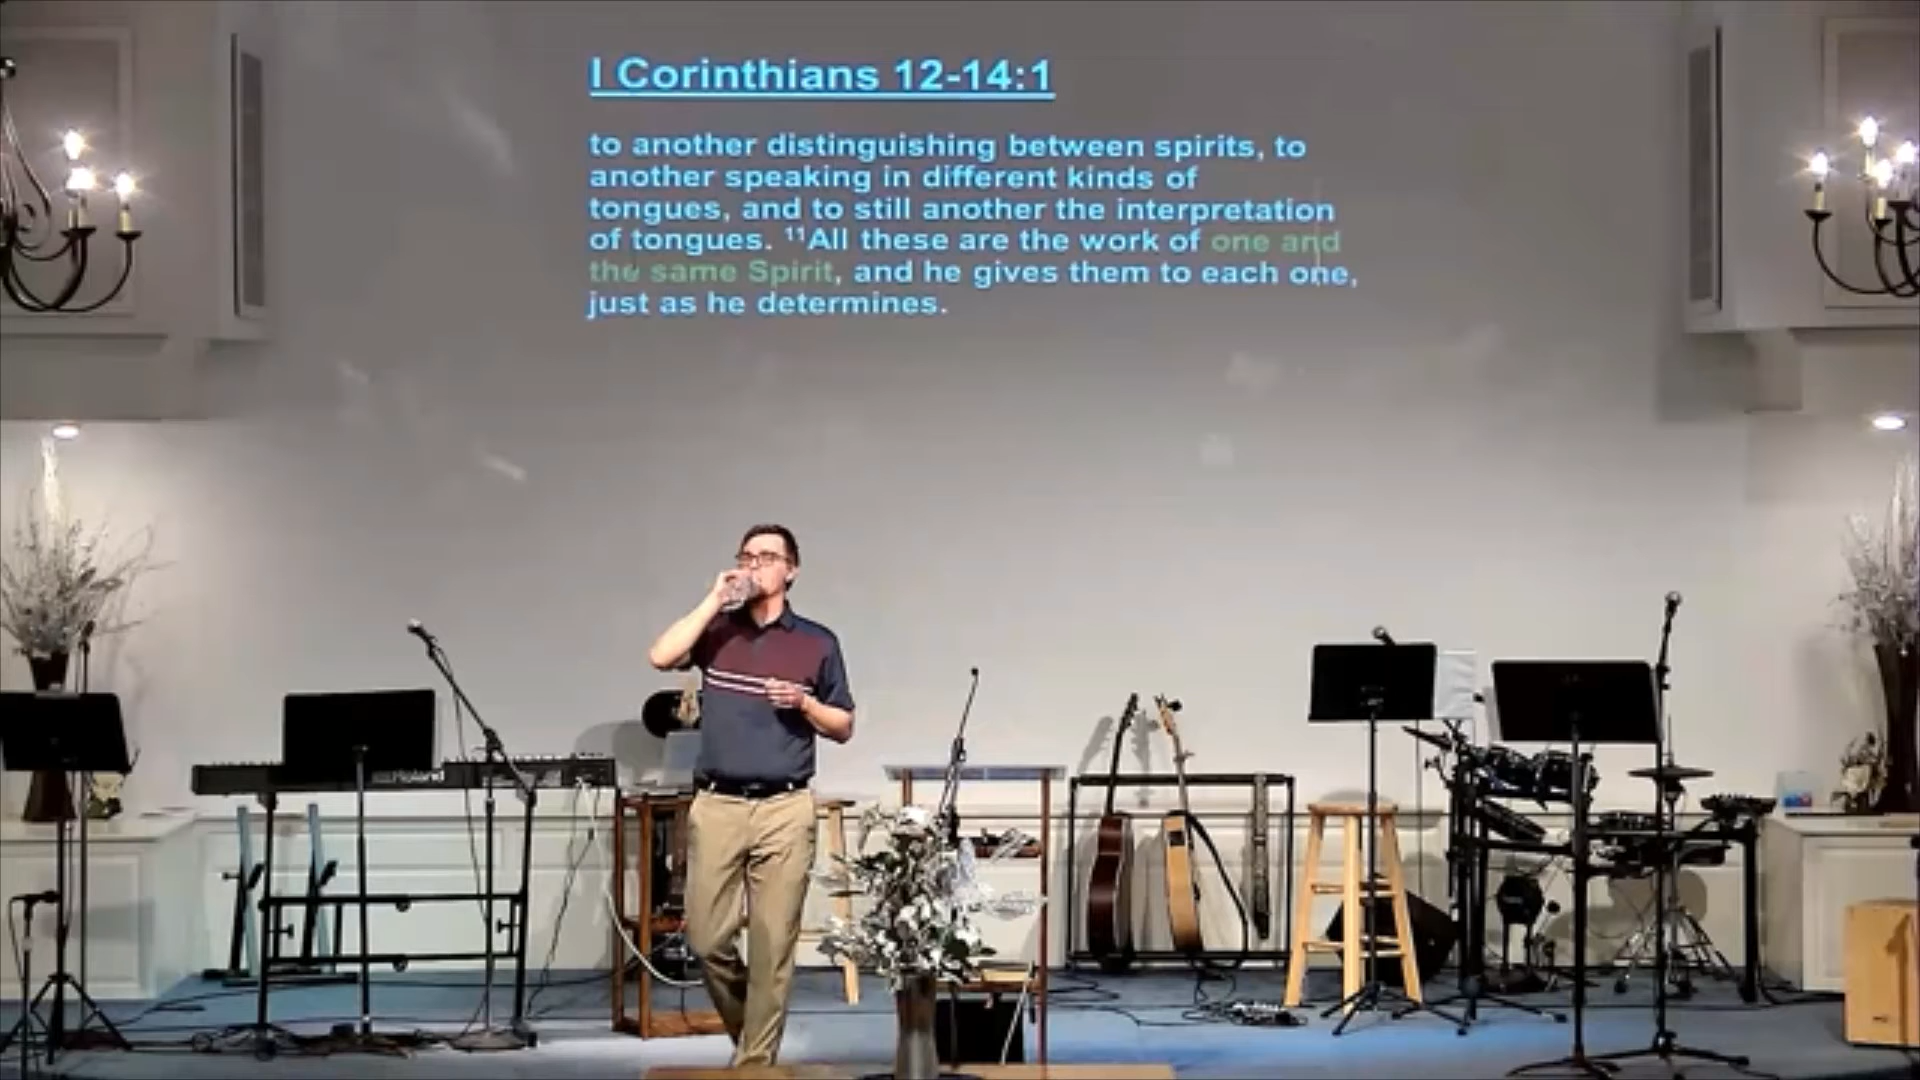 I Corinthians 12-14:1
to another distinguishing between spirits, to
another speaking in different kinds of
tongues, and to still another the interpretation
of tongues. ¹¹All these are the work of one and
the same Spirit, and he gives them to each one,
just as he determines.
Roland